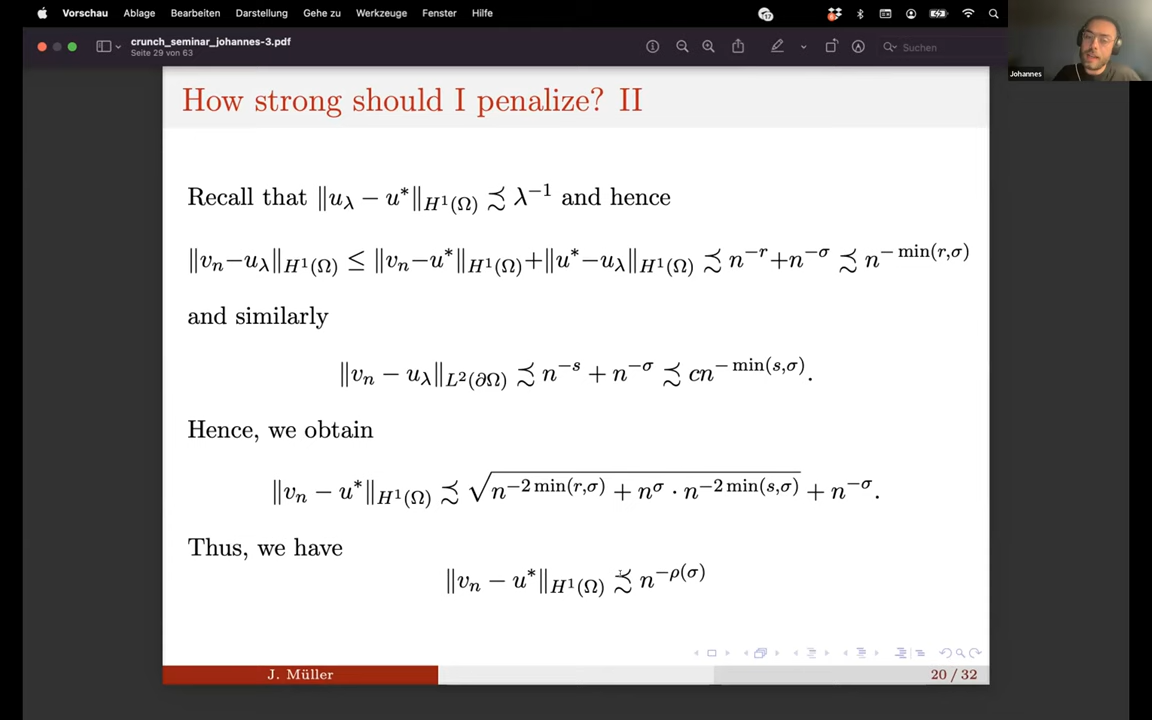 Vorschau Ablage Bearbeiten Darstellung Gehe zu Werkzeuge Fenster Hilfe
17
crunch_seminar_johannes-3.pdf
Seite 29 von 63
Suchen
Johannes
How strong should I penalize? II
Recall that ‖u_λ − u*‖_{H¹(Ω)} ≾ λ⁻¹ and hence
‖v_n − u_λ‖_{H¹(Ω)} ≤ ‖v_n − u*‖_{H¹(Ω)} + ‖u* − u_λ‖_{H¹(Ω)} ≾ n^{−r} + n^{−σ} ≾ n^{− min(r,σ)}
and similarly
‖v_n − u_λ‖_{L²(∂Ω)} ≾ n^{−s} + n^{−σ} ≾ cn^{− min(s,σ)}.
Hence, we obtain
‖v_n − u*‖_{H¹(Ω)} ≾ √(n^{−2 min(r,σ)} + n^σ · n^{−2 min(s,σ)}) + n^{−σ}.
Thus, we have
‖v_n − u*‖_{H¹(Ω)} ≾ n^{−ρ(σ)}
J. Müller
20 / 32